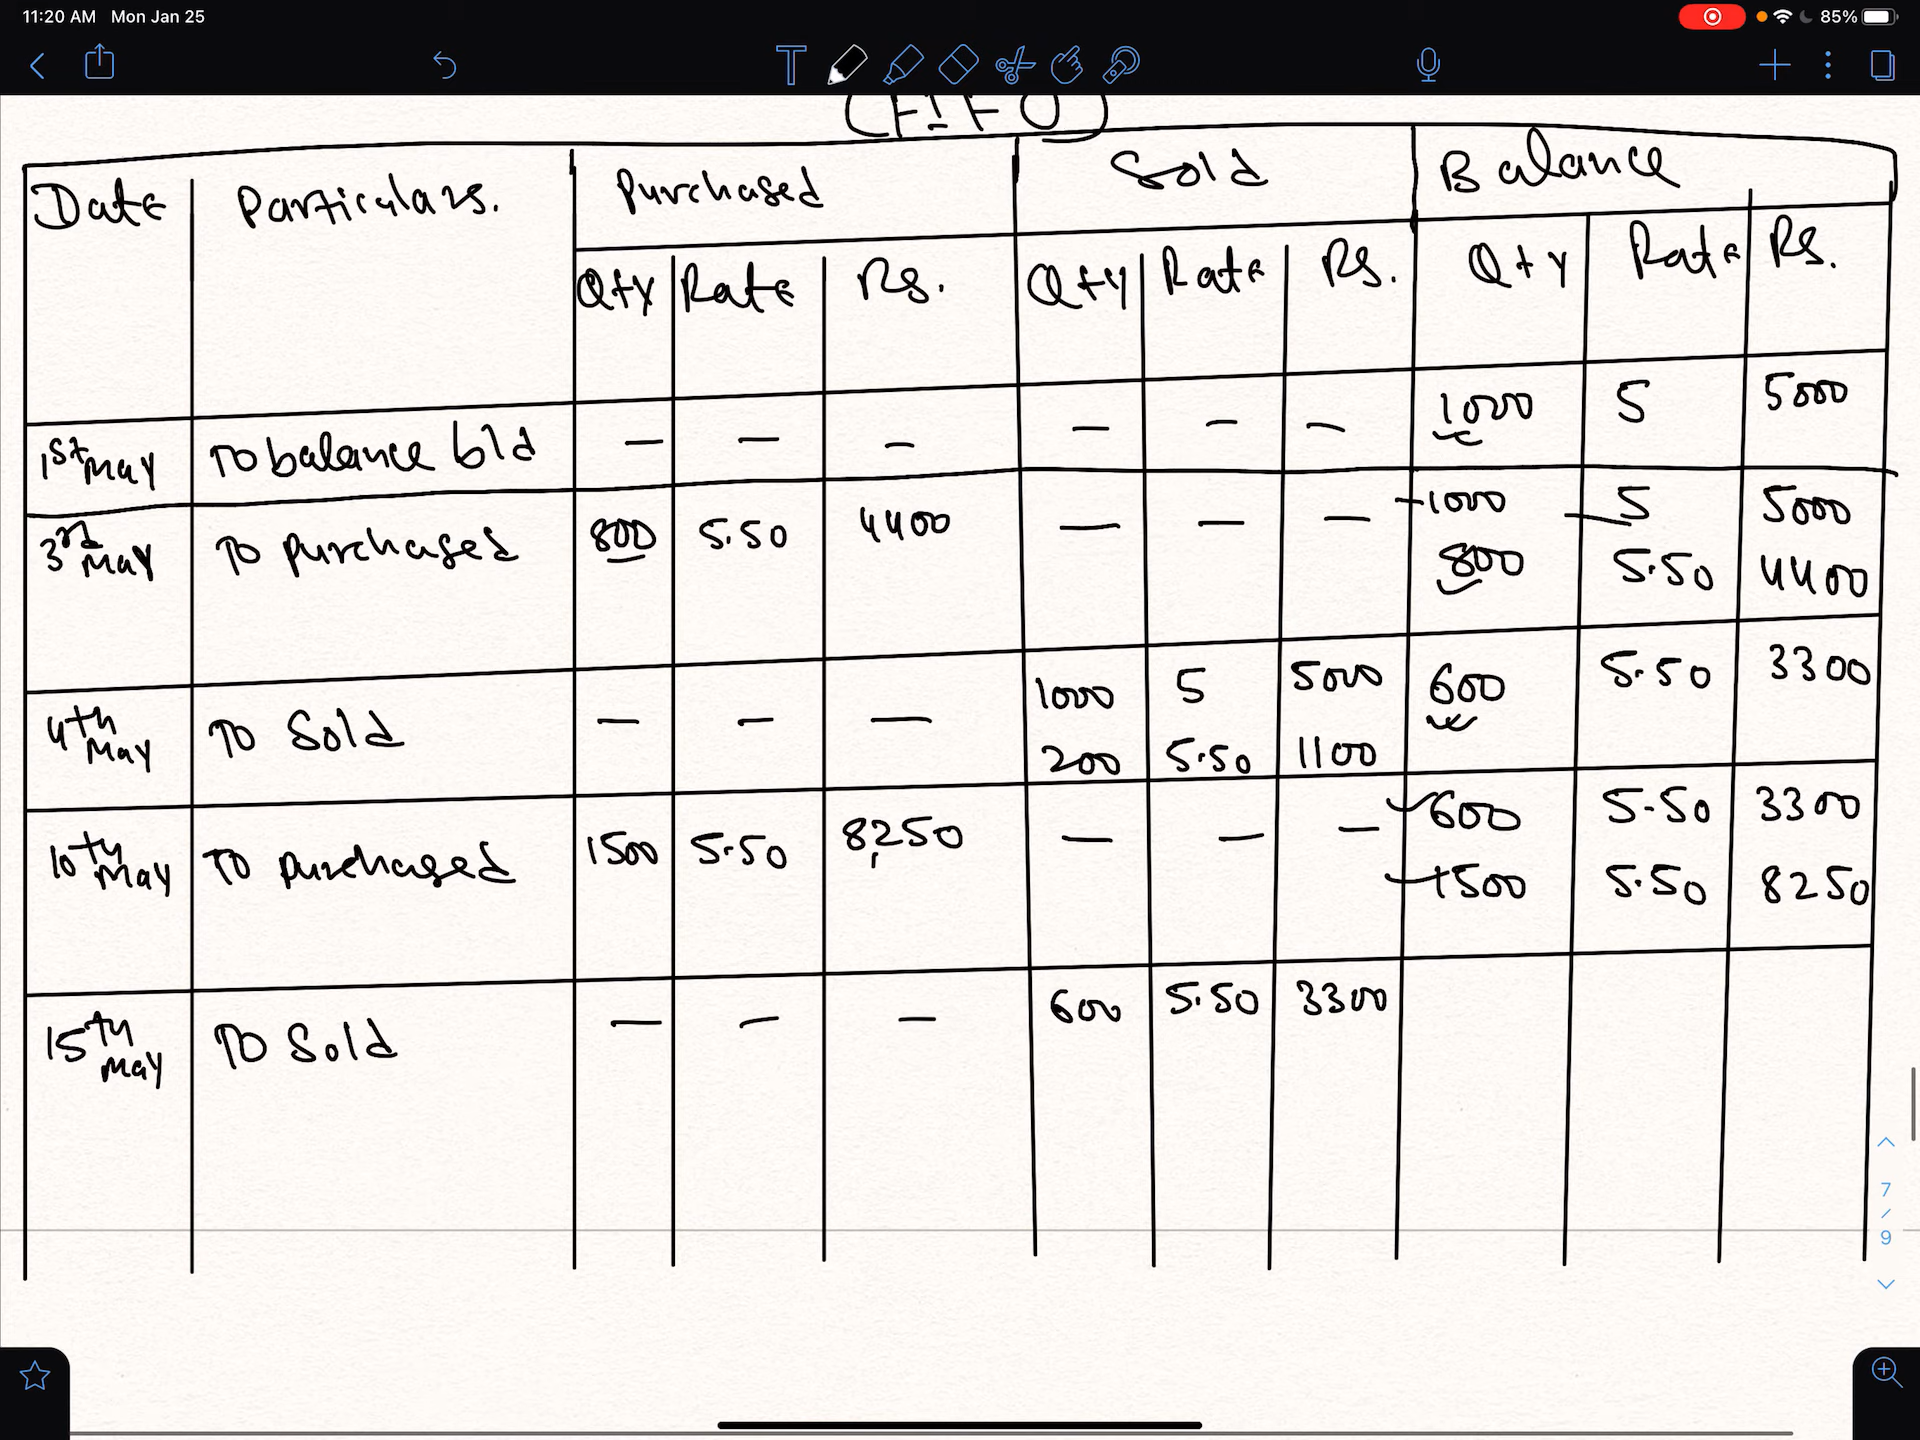 11:20 AM Mon Jan 25
85%
(FIFO)
Date Particulars. Purchased Sold Balance
Qty Rate Rs. Qty Rate Rs. Qty Rate Rs.
1st May To balance b/d — — — — — — 1000 5 5000
3rd May To purchased 800 5.50 4400 — — — 1000 5 5000
800 5.50 4400
4th May To Sold — — — 1000 5 5000 600 5.50 3300
200 5.50 1100
10th May To purchased 1500 5.50 8,250 — — — 600 5.50 3300
1500 5.50 8250
15th May To Sold — — — 600 5.50 3300
7
/
9